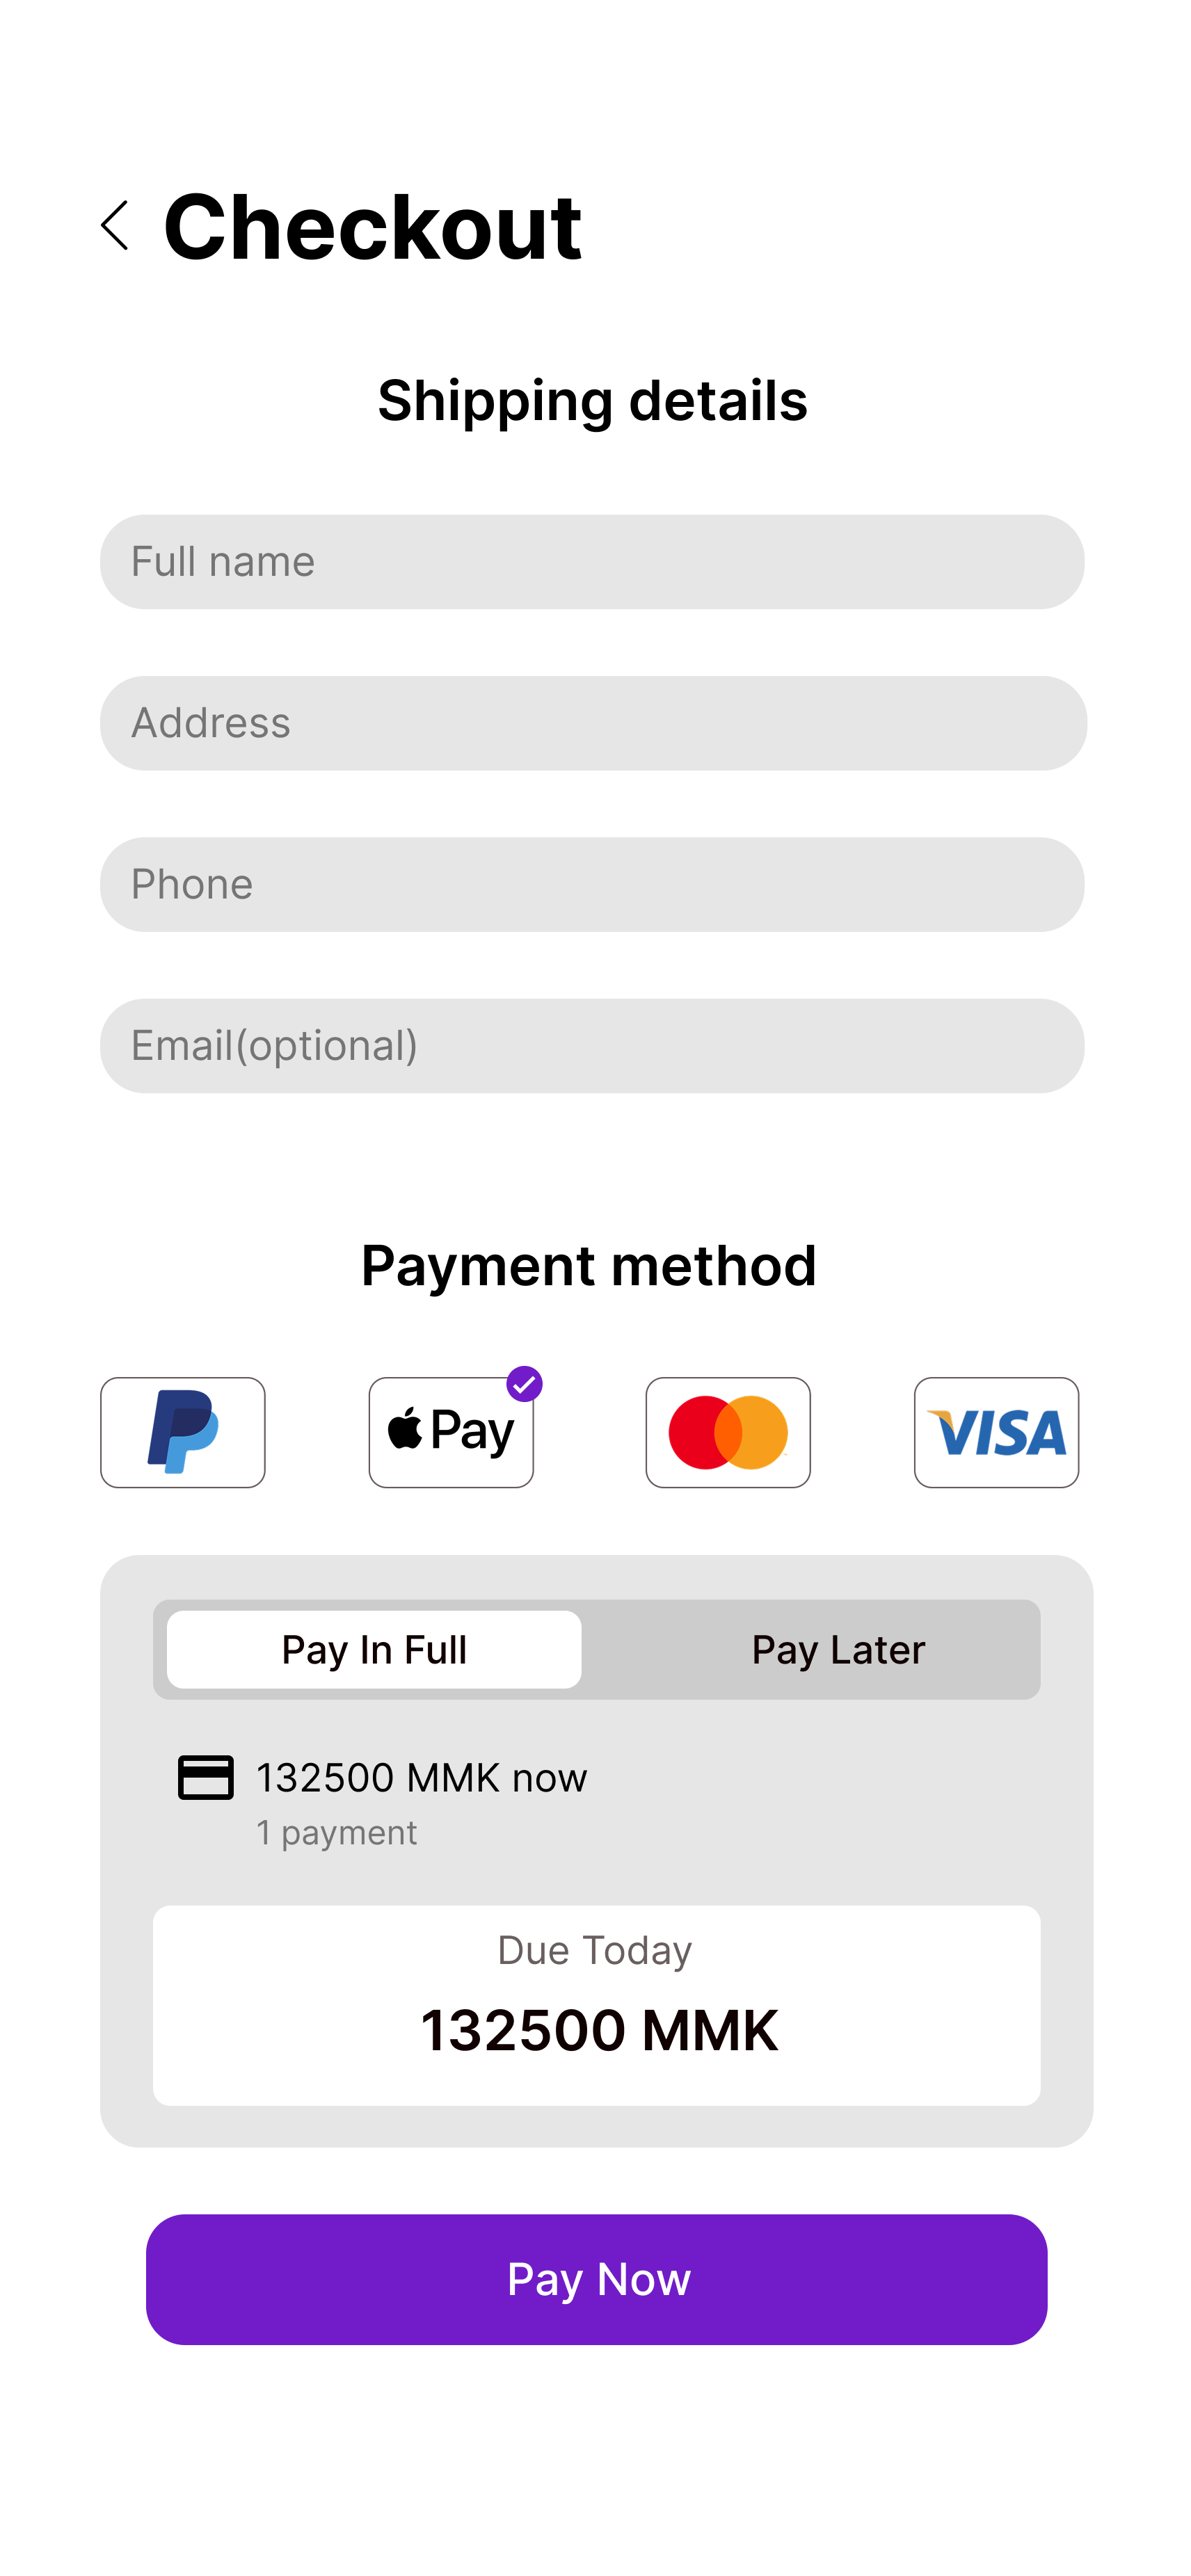 Checkout
Shipping details
Full name
Address
Phone
Email(optional)
Payment method
Pay
VISA
Pay In Full
Pay Later
132500 MMK now
1 payment
Due Today
132500 MMK
Pay Now